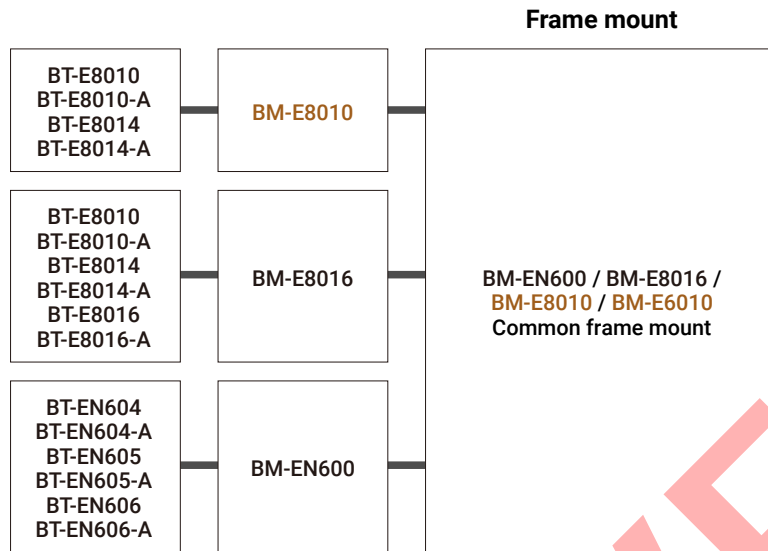 Frame mount
BT-E8010
BT-E8010-A
BT-E8014
BT-E8014-A
BM-E8010
BT-E8010
BT-E8010-A
BT-E8014
BT-E8014-A
BT-E8016
BT-E8016-A
BM-E8016
BM-EN600 / BM-E8016 /
BM-E8010 / BM-E6010
Common frame mount
BT-EN604
BT-EN604-A
BT-EN605
BT-EN605-A
BT-EN606
BT-EN606-A
BM-EN600